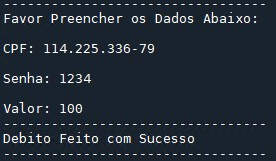 ---------------------------------
Favor Preencher os Dados Abaixo:
CPF: 114.225.336-79
Senha: 1234
Valor: 100
---------------------------------
Debito Feito com Sucesso
---------------------------------